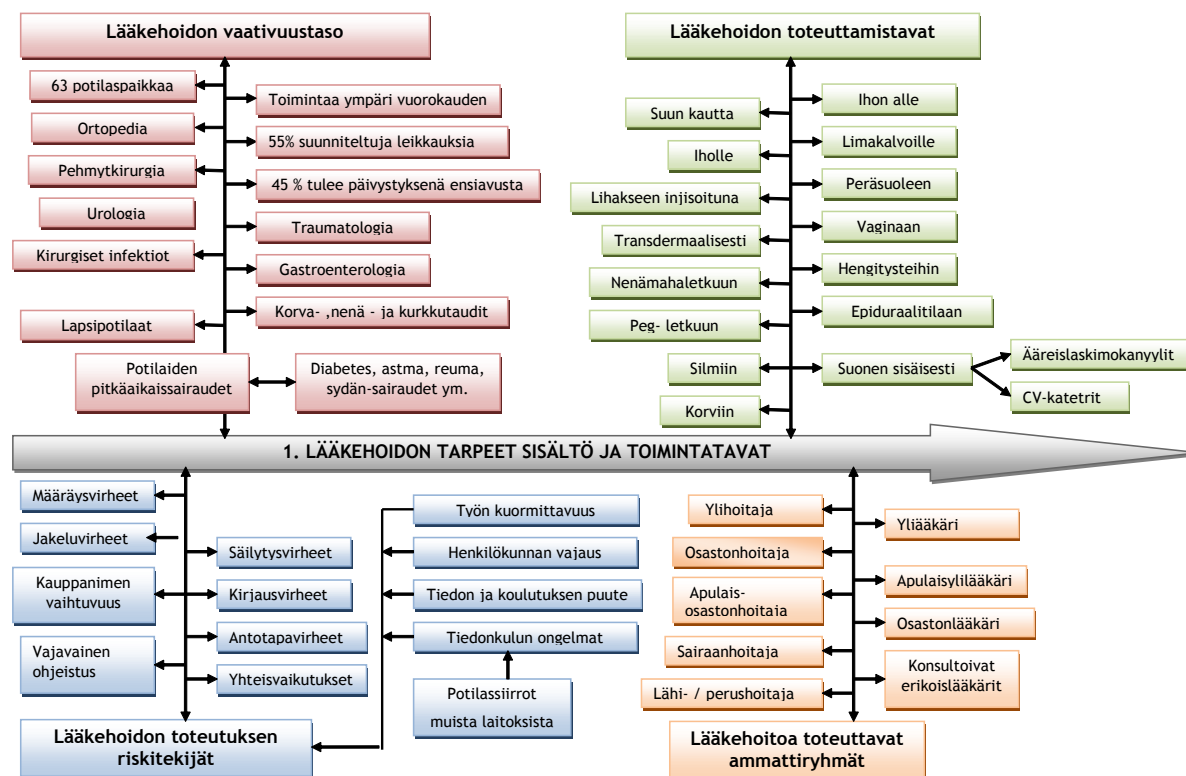 Lääkehoidon vaativuustaso
63 potilaspaikkaa
Toimintaa ympäri vuorokauden
Ortopedia
55% suunniteltuja leikkauksia
Pehmytkirurgia
45 % tulee päivystyksenä ensiavusta
Urologia
Traumatologia
Kirurgiset infektiot
Gastroenterologia
Korva- ,nenä - ja kurkkutaudit
Lapsipotilaat
Potilaiden
pitkäaikaissairaudet
Diabetes, astma, reuma,
sydän-sairaudet ym.
Lääkehoidon toteuttamistavat
Suun kautta
Ihon alle
Iholle
Limakalvoille
Lihakseen injisoituna
Peräsuoleen
Transdermaalisesti
Vaginaan
Nenämahaletkuun
Hengitysteihin
Peg- letkuun
Epiduraalitilaan
Silmiin
Suonen sisäisesti
Ääreislaskimokanyylit
CV-katetrit
Korviin
1. LÄÄKEHOIDON TARPEET SISÄLTÖ JA TOIMINTATAVAT
Määräysvirheet
Jakeluvirheet
Säilytysvirheet
Kauppanimen
vaihtuvuus
Kirjausvirheet
Vajavainen
ohjeistus
Antotapavirheet
Yhteisvaikutukset
Työn kuormittavuus
Henkilökunnan vajaus
Tiedon ja koulutuksen puute
Tiedonkulun ongelmat
Potilassiirrot
muista laitoksista
Lääkehoidon toteutuksen
riskitekijät
Ylihoitaja
Yliääkäri
Osastonhoitaja
Apulais-
osastonhoitaja
Apulaisylilääkäri
Osastonlääkäri
Sairaanhoitaja
Konsultoivat
erikoislääkärit
Lähi- / perushoitaja
Lääkehoitoa toteuttavat
ammattiryhmät